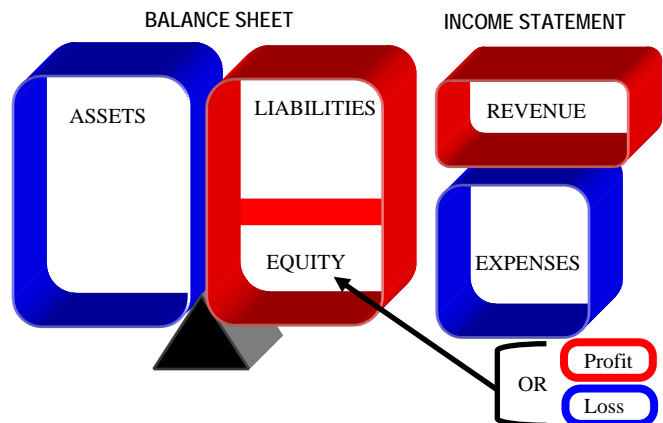 BALANCE SHEET
INCOME STATEMENT
ASSETS
LIABILITIES
EQUITY
REVENUE
EXPENSES
OR
Profit
Loss